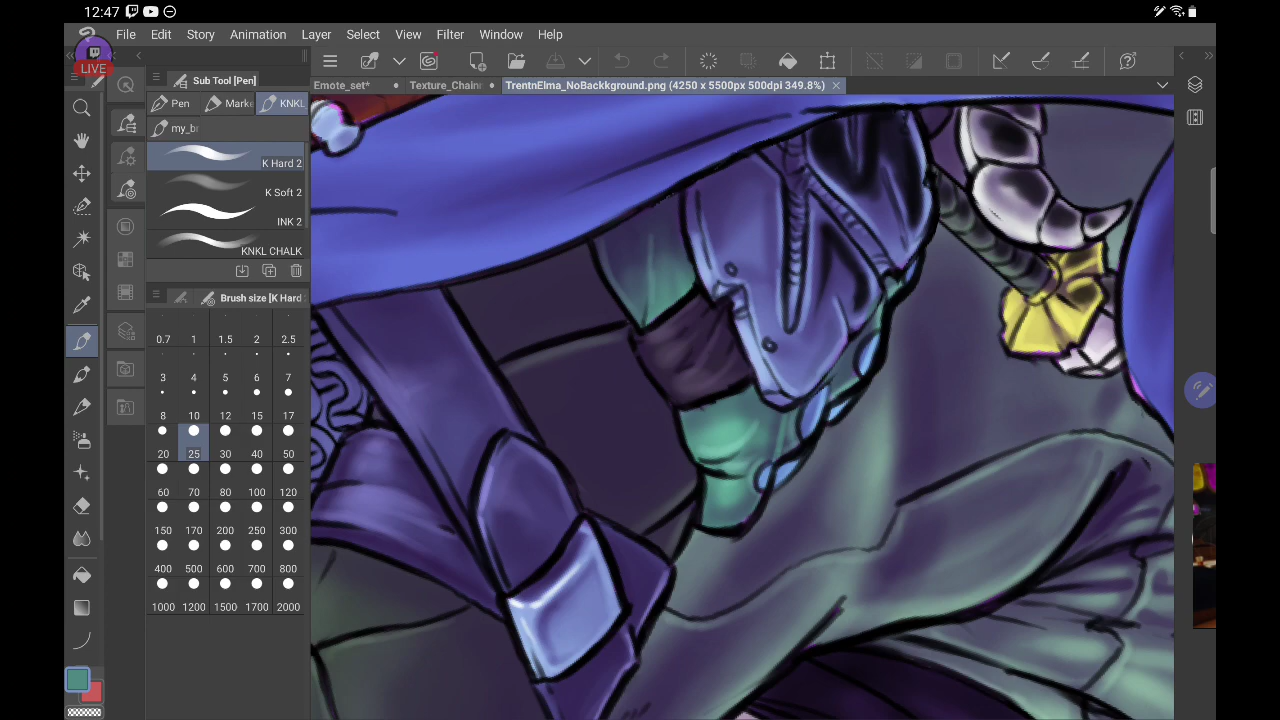 12:47
File Edit Story Animation Layer Select View Filter Window Help
LIVE
Sub Tool [Pen]
Emote_set*
Texture_Chain
TrentnElma_NoBackkground.png (4250 x 5500px 500dpi 349.8%)
Pen
Marke
KNKL
my_br
K Hard 2
K Soft 2
INK 2
KNKL CHALK
Brush size [K Hard
0.7 1 1.5 2 2.5
3 4 5 6 7
8 10 12 15 17
20 25 30 40 50
60 70 80 100 120
150 170 200 250 300
400 500 600 700 800
1000 1200 1500 1700 2000